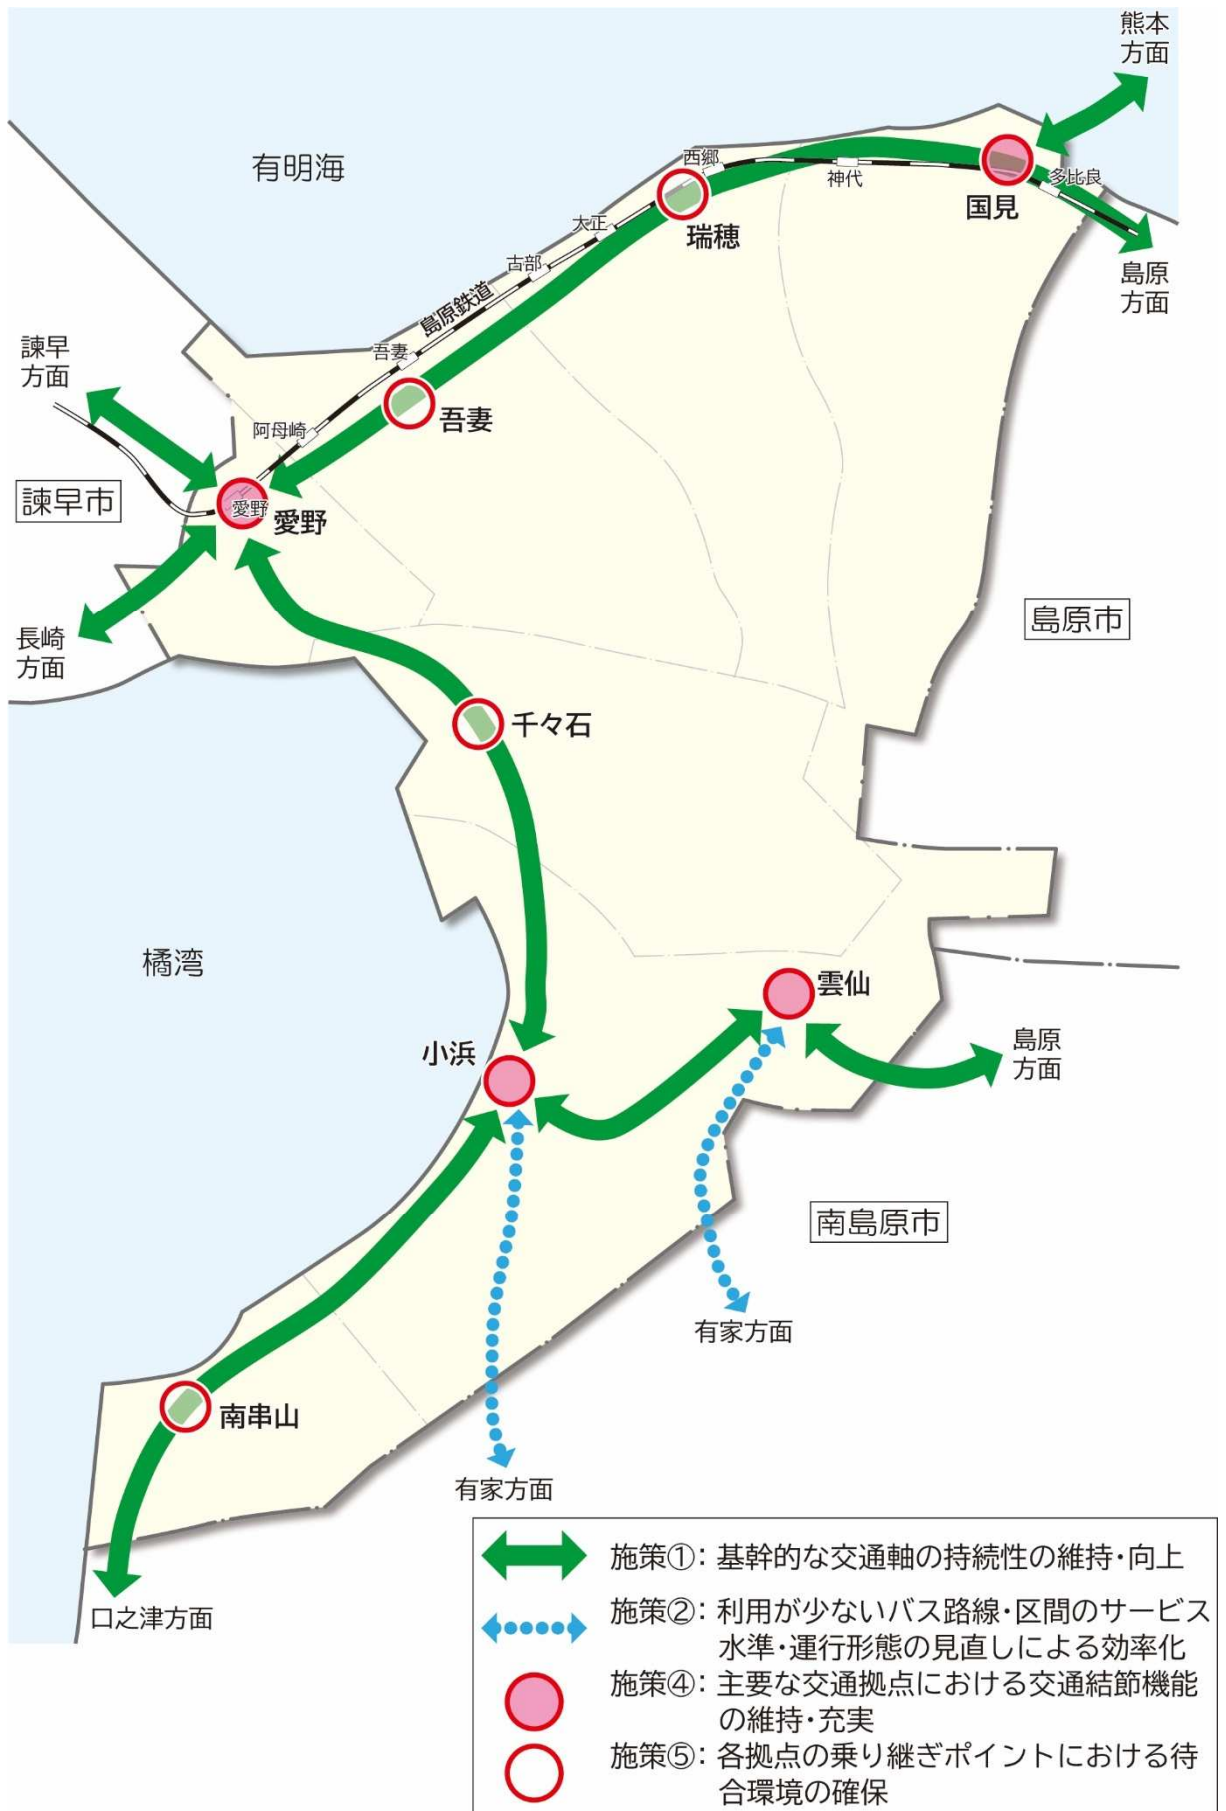 熊本
方面
有明海
西郷
神代
多比良
国見
瑞穂
大正
古部
島原鉄道
島原
方面
吾妻
諫早
方面
吾妻
阿母崎
諫早市
愛野
愛野
長崎
方面
島原市
千々石
橘湾
雲仙
小浜
島原
方面
南島原市
有家方面
南串山
有家方面
口之津方面
施策①：基幹的な交通軸の持続性の維持・向上
施策②：利用が少ないバス路線・区間のサービス
水準・運行形態の見直しによる効率化
施策④：主要な交通拠点における交通結節機能
の維持・充実
施策⑤：各拠点の乗り継ぎポイントにおける待
合環境の確保